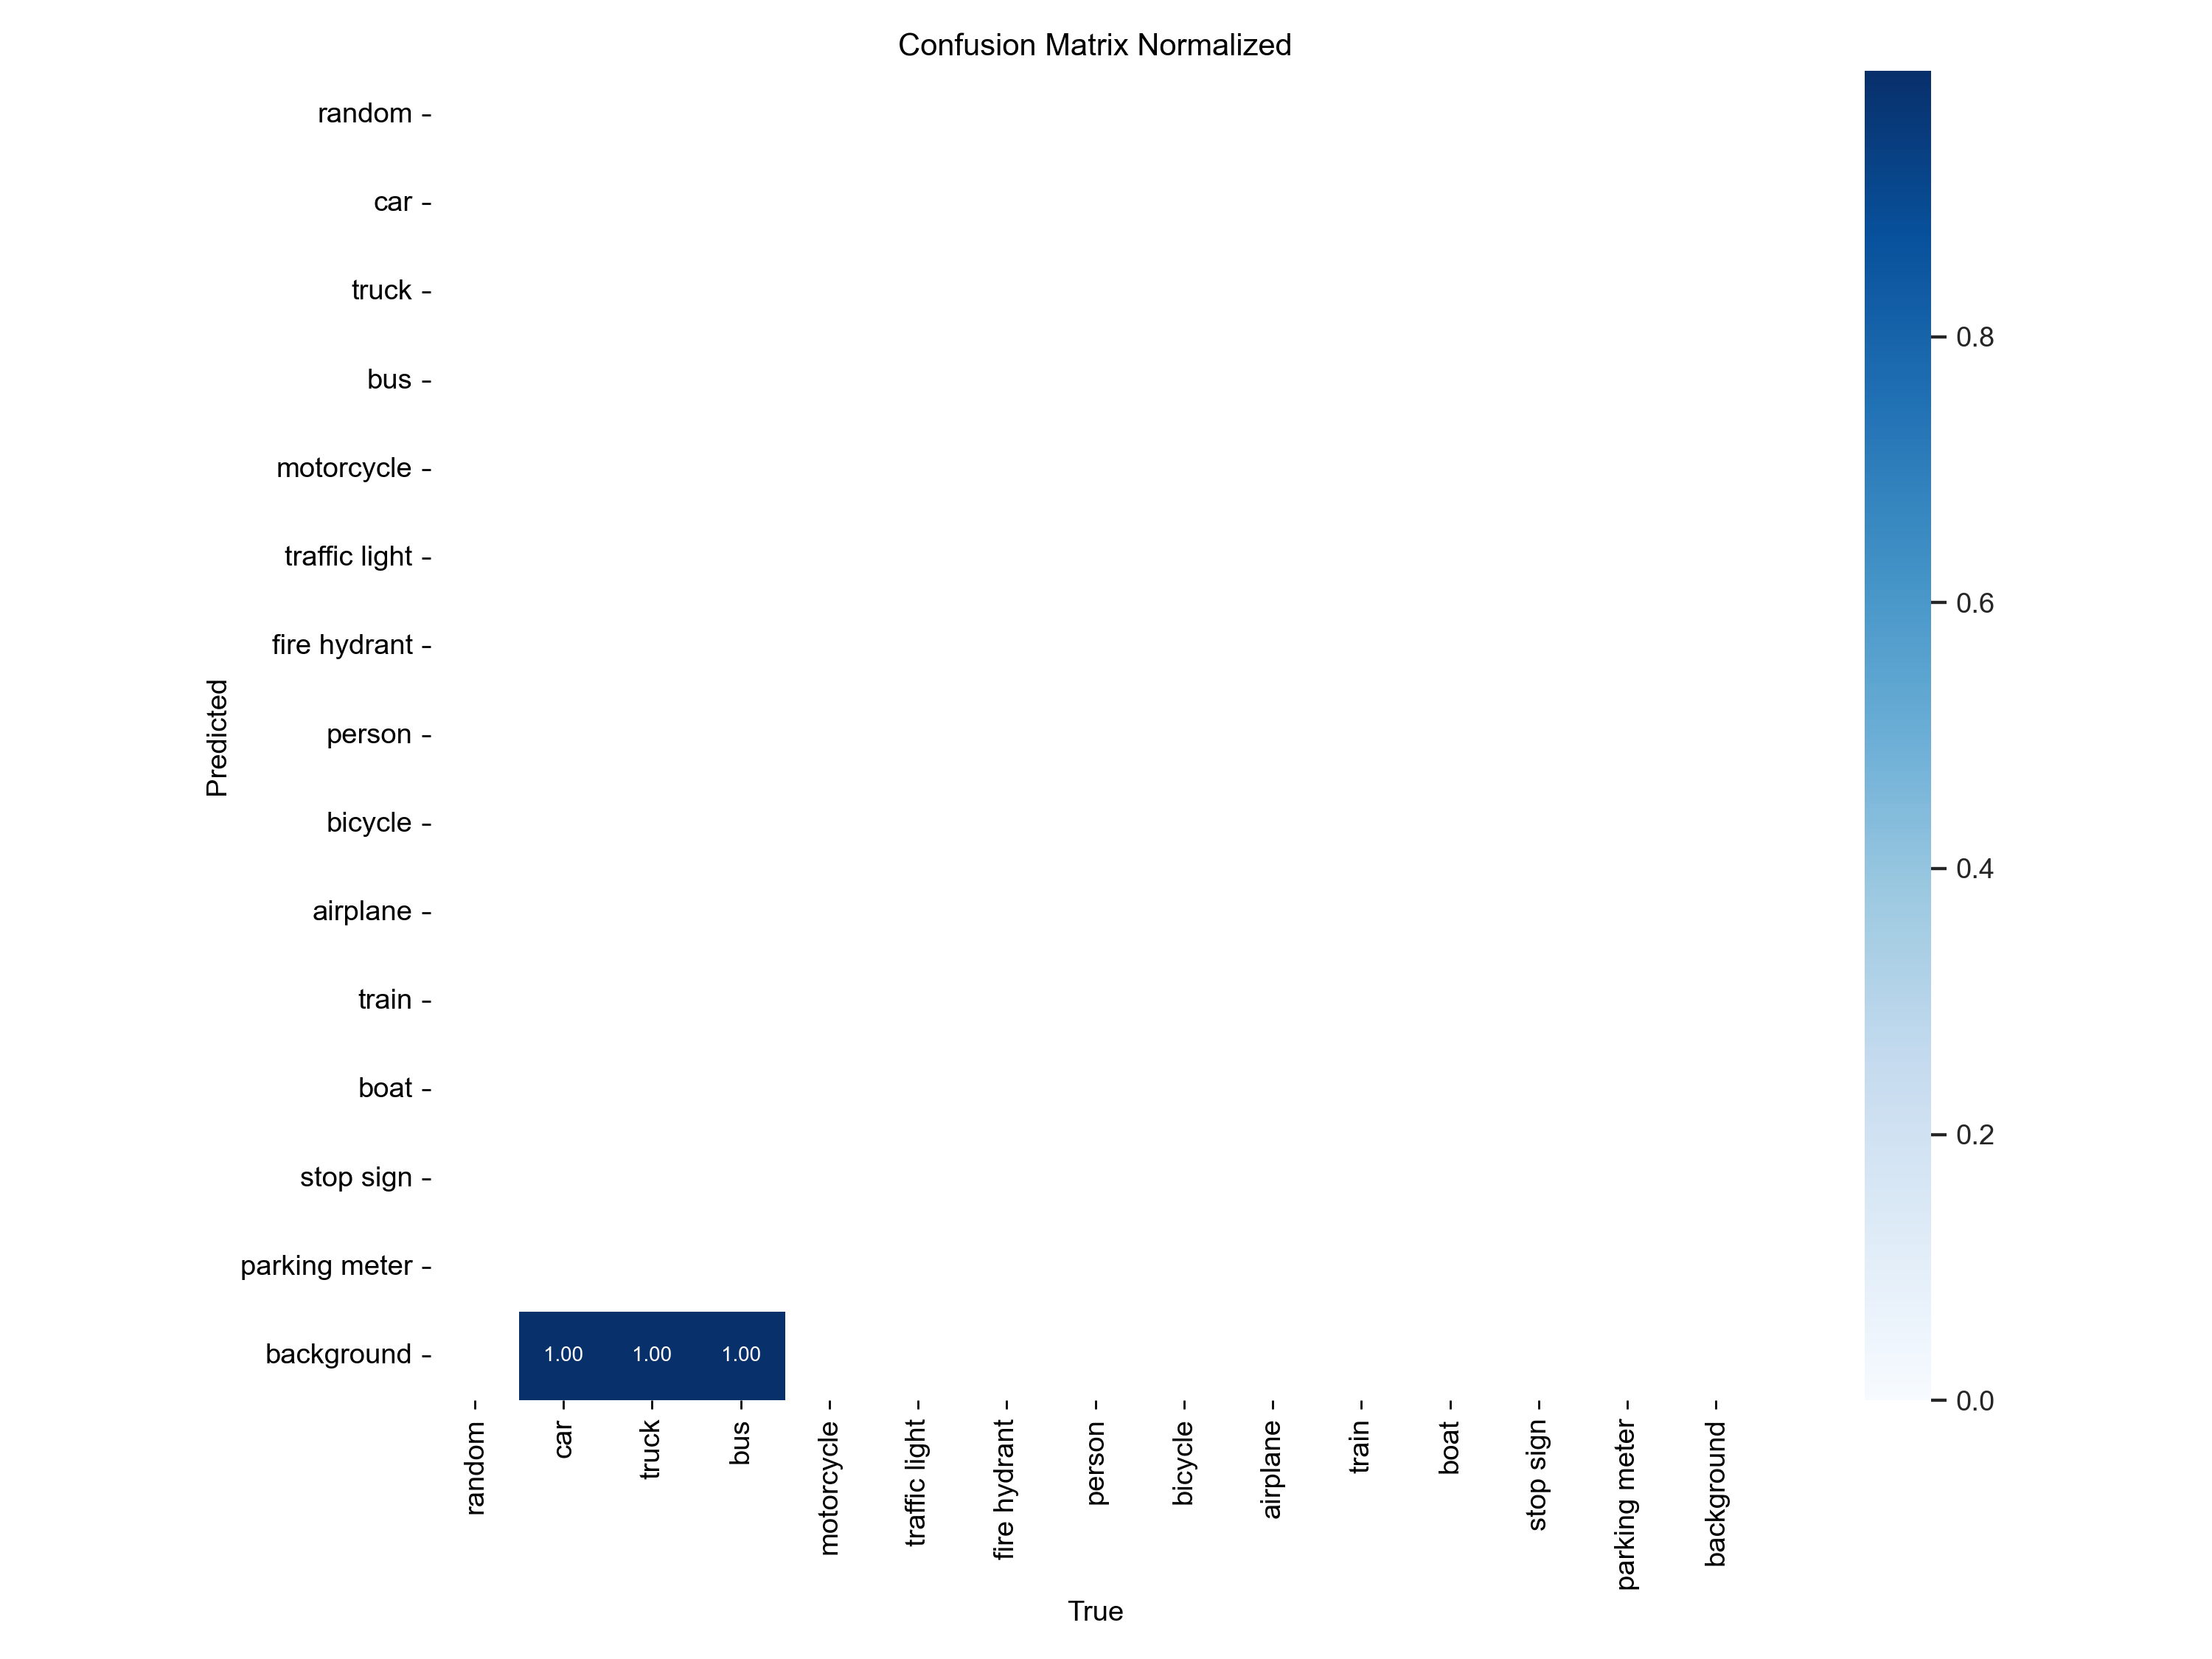 Confusion Matrix Normalized
random
car
truck
bus
motorcycle
traffic light
fire hydrant
person
bicycle
airplane
train
boat
stop sign
parking meter
background
Predicted
1.00 1.00 1.00
random car truck bus motorcycle traffic light fire hydrant person bicycle airplane train boat stop sign parking meter background
True
0.8
0.6
0.4
0.2
0.0